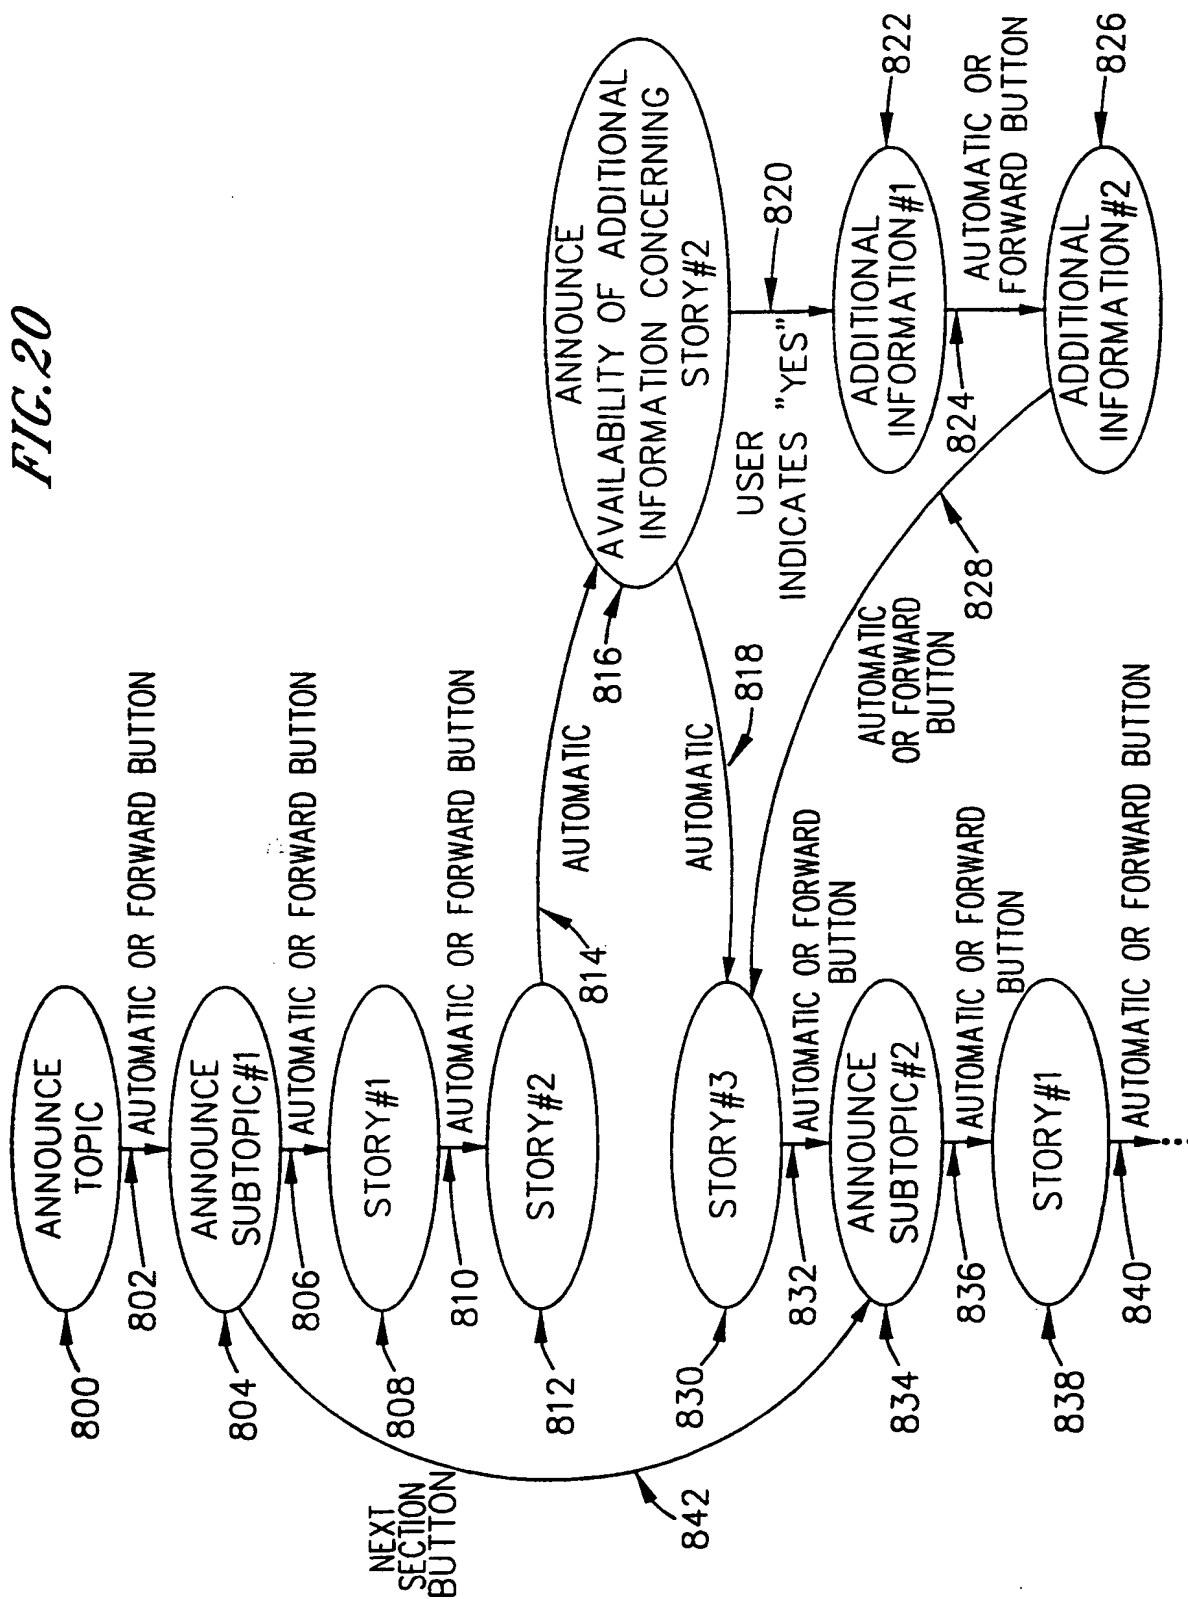 FIG.20
ANNOUNCE
TOPIC
800
802
AUTOMATIC OR FORWARD BUTTON
ANNOUNCE
SUBTOPIC#1
804
806
AUTOMATIC OR FORWARD BUTTON
STORY#1
808
810
AUTOMATIC OR FORWARD BUTTON
STORY#2
812
814
AUTOMATIC
ANNOUNCE
AVAILABILITY OF ADDITIONAL
INFORMATION CONCERNING
STORY#2
816
AUTOMATIC
818
USER
INDICATES "YES"
820
ADDITIONAL
INFORMATION#1
822
824
AUTOMATIC OR
FORWARD BUTTON
ADDITIONAL
INFORMATION#2
826
AUTOMATIC
OR FORWARD
BUTTON
828
STORY#3
830
832
AUTOMATIC OR FORWARD
BUTTON
ANNOUNCE
SUBTOPIC#2
834
836
AUTOMATIC OR FORWARD
BUTTON
STORY#1
838
840
AUTOMATIC OR FORWARD BUTTON
NEXT
SECTION
BUTTON
842